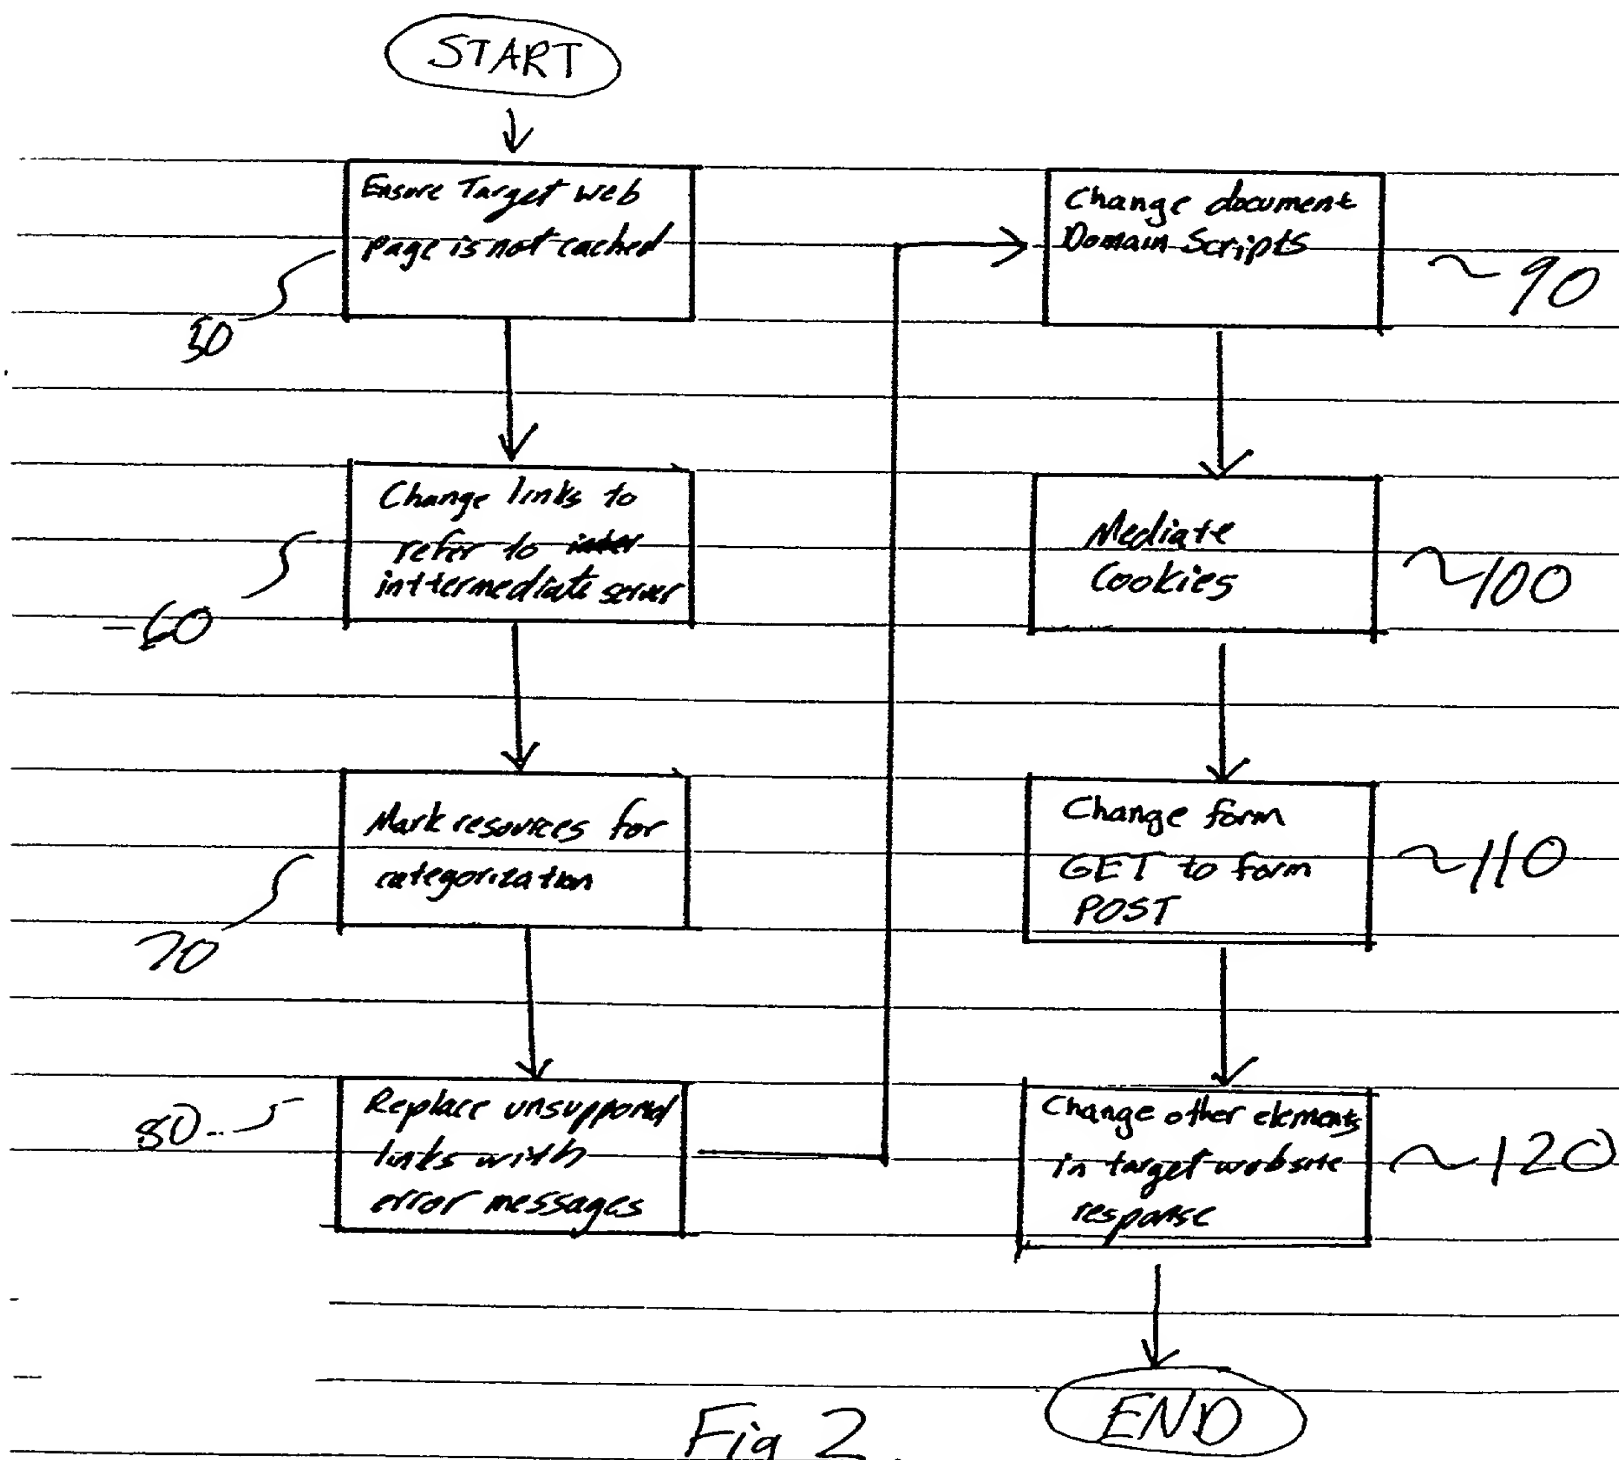 START
Ensure Target web
page is not cached
50
Change links to
refer to inter
inttermediate server
60
Mark resources for
categorization
70
Replace unsupported
links with
error messages
80
Change document
Domain Scripts
90
Mediate
Cookies
100
Change form
GET to form
POST
110
Change other elements
in target website
response
120
END
Fig 2